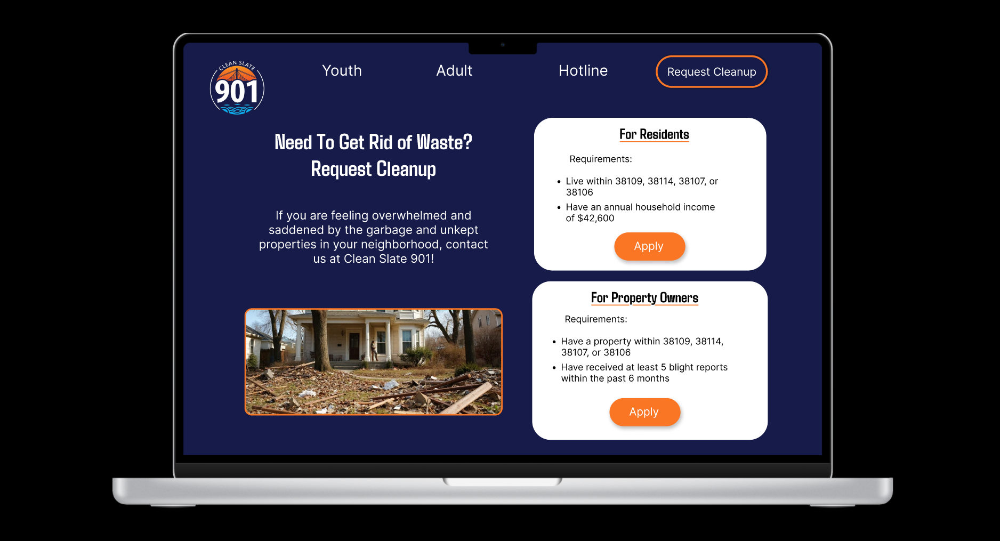 CLEAN SLATE
901
Youth
Adult
Hotline
Request Cleanup
Need To Get Rid of Waste?
Request Cleanup
If you are feeling overwhelmed and
saddened by the garbage and unkept
properties in your neighborhood, contact
us at Clean Slate 901!
For Residents
Requirements:
• Live within 38109, 38114, 38107, or
38106
• Have an annual household income
of $42,600
Apply
For Property Owners
Requirements:
• Have a property within 38109, 38114,
38107, or 38106
• Have received at least 5 blight reports
within the past 6 months
Apply